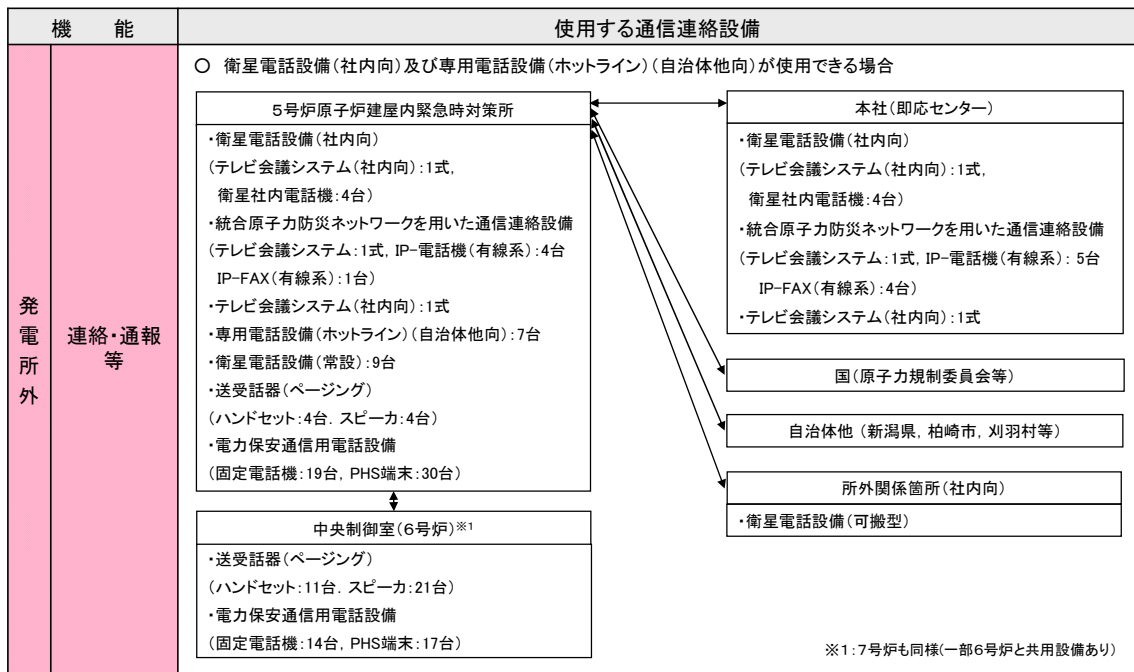 機　能
使用する通信連絡設備
発電所外
連絡・通報
等
○　衛星電話設備(社内向)及び専用電話設備(ホットライン)(自治体他向)が使用できる場合
５号炉原子炉建屋内緊急時対策所
・衛星電話設備(社内向)
(テレビ会議システム(社内向):1式,
衛星社内電話機:4台)
・統合原子力防災ネットワークを用いた通信連絡設備
(テレビ会議システム:1式, IP-電話機(有線系):4台
IP-FAX(有線系):1台)
・テレビ会議システム(社内向):1式
・専用電話設備(ホットライン)(自治体他向):7台
・衛星電話設備(常設):9台
・送受話器(ページング)
(ハンドセット:4台. スピーカ:4台)
・電力保安通信用電話設備
(固定電話機:19台, PHS端末:30台)
中央制御室(６号炉)※1
・送受話器(ページング)
(ハンドセット:11台. スピーカ:21台)
・電力保安通信用電話設備
(固定電話機:14台, PHS端末:17台)
本社(即応センター)
・衛星電話設備(社内向)
(テレビ会議システム(社内向):1式,
衛星社内電話機:4台)
・統合原子力防災ネットワークを用いた通信連絡設備
(テレビ会議システム:1式, IP-電話機(有線系): 5台
IP-FAX(有線系):4台)
・テレビ会議システム(社内向):1式
国(原子力規制委員会等)
自治体他 (新潟県, 柏崎市, 刈羽村等)
所外関係箇所(社内向)
・衛星電話設備(可搬型)
※1:7号炉も同様(一部６号炉と共用設備あり)